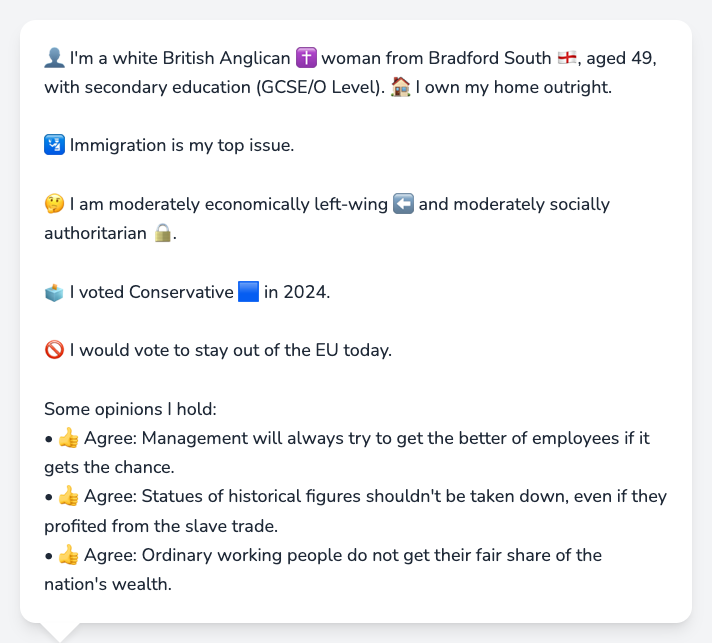 👤 I'm a white British Anglican ✝️ woman from Bradford South 🏴󠁧󠁢󠁥󠁮󠁧󠁿, aged 49,
with secondary education (GCSE/O Level). 🏠 I own my home outright.
🛂 Immigration is my top issue.
🤔 I am moderately economically left-wing ⬅️ and moderately socially
authoritarian 🔒.
🗳️ I voted Conservative 🟦 in 2024.
🚫 I would vote to stay out of the EU today.
Some opinions I hold:
• 👍 Agree: Management will always try to get the better of employees if it
gets the chance.
• 👍 Agree: Statues of historical figures shouldn't be taken down, even if they
profited from the slave trade.
• 👍 Agree: Ordinary working people do not get their fair share of the
nation's wealth.